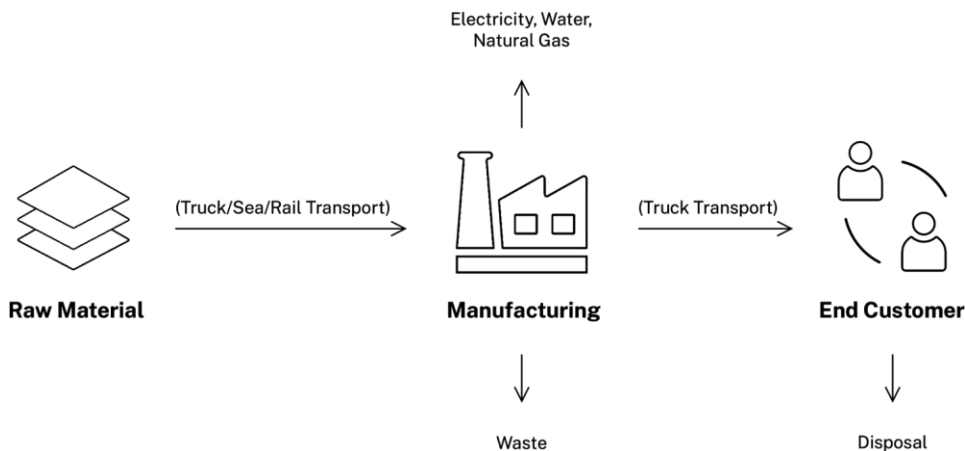 Electricity, Water,
Natural Gas
(Truck/Sea/Rail Transport)
(Truck Transport)
Raw Material
Manufacturing
End Customer
Waste
Disposal